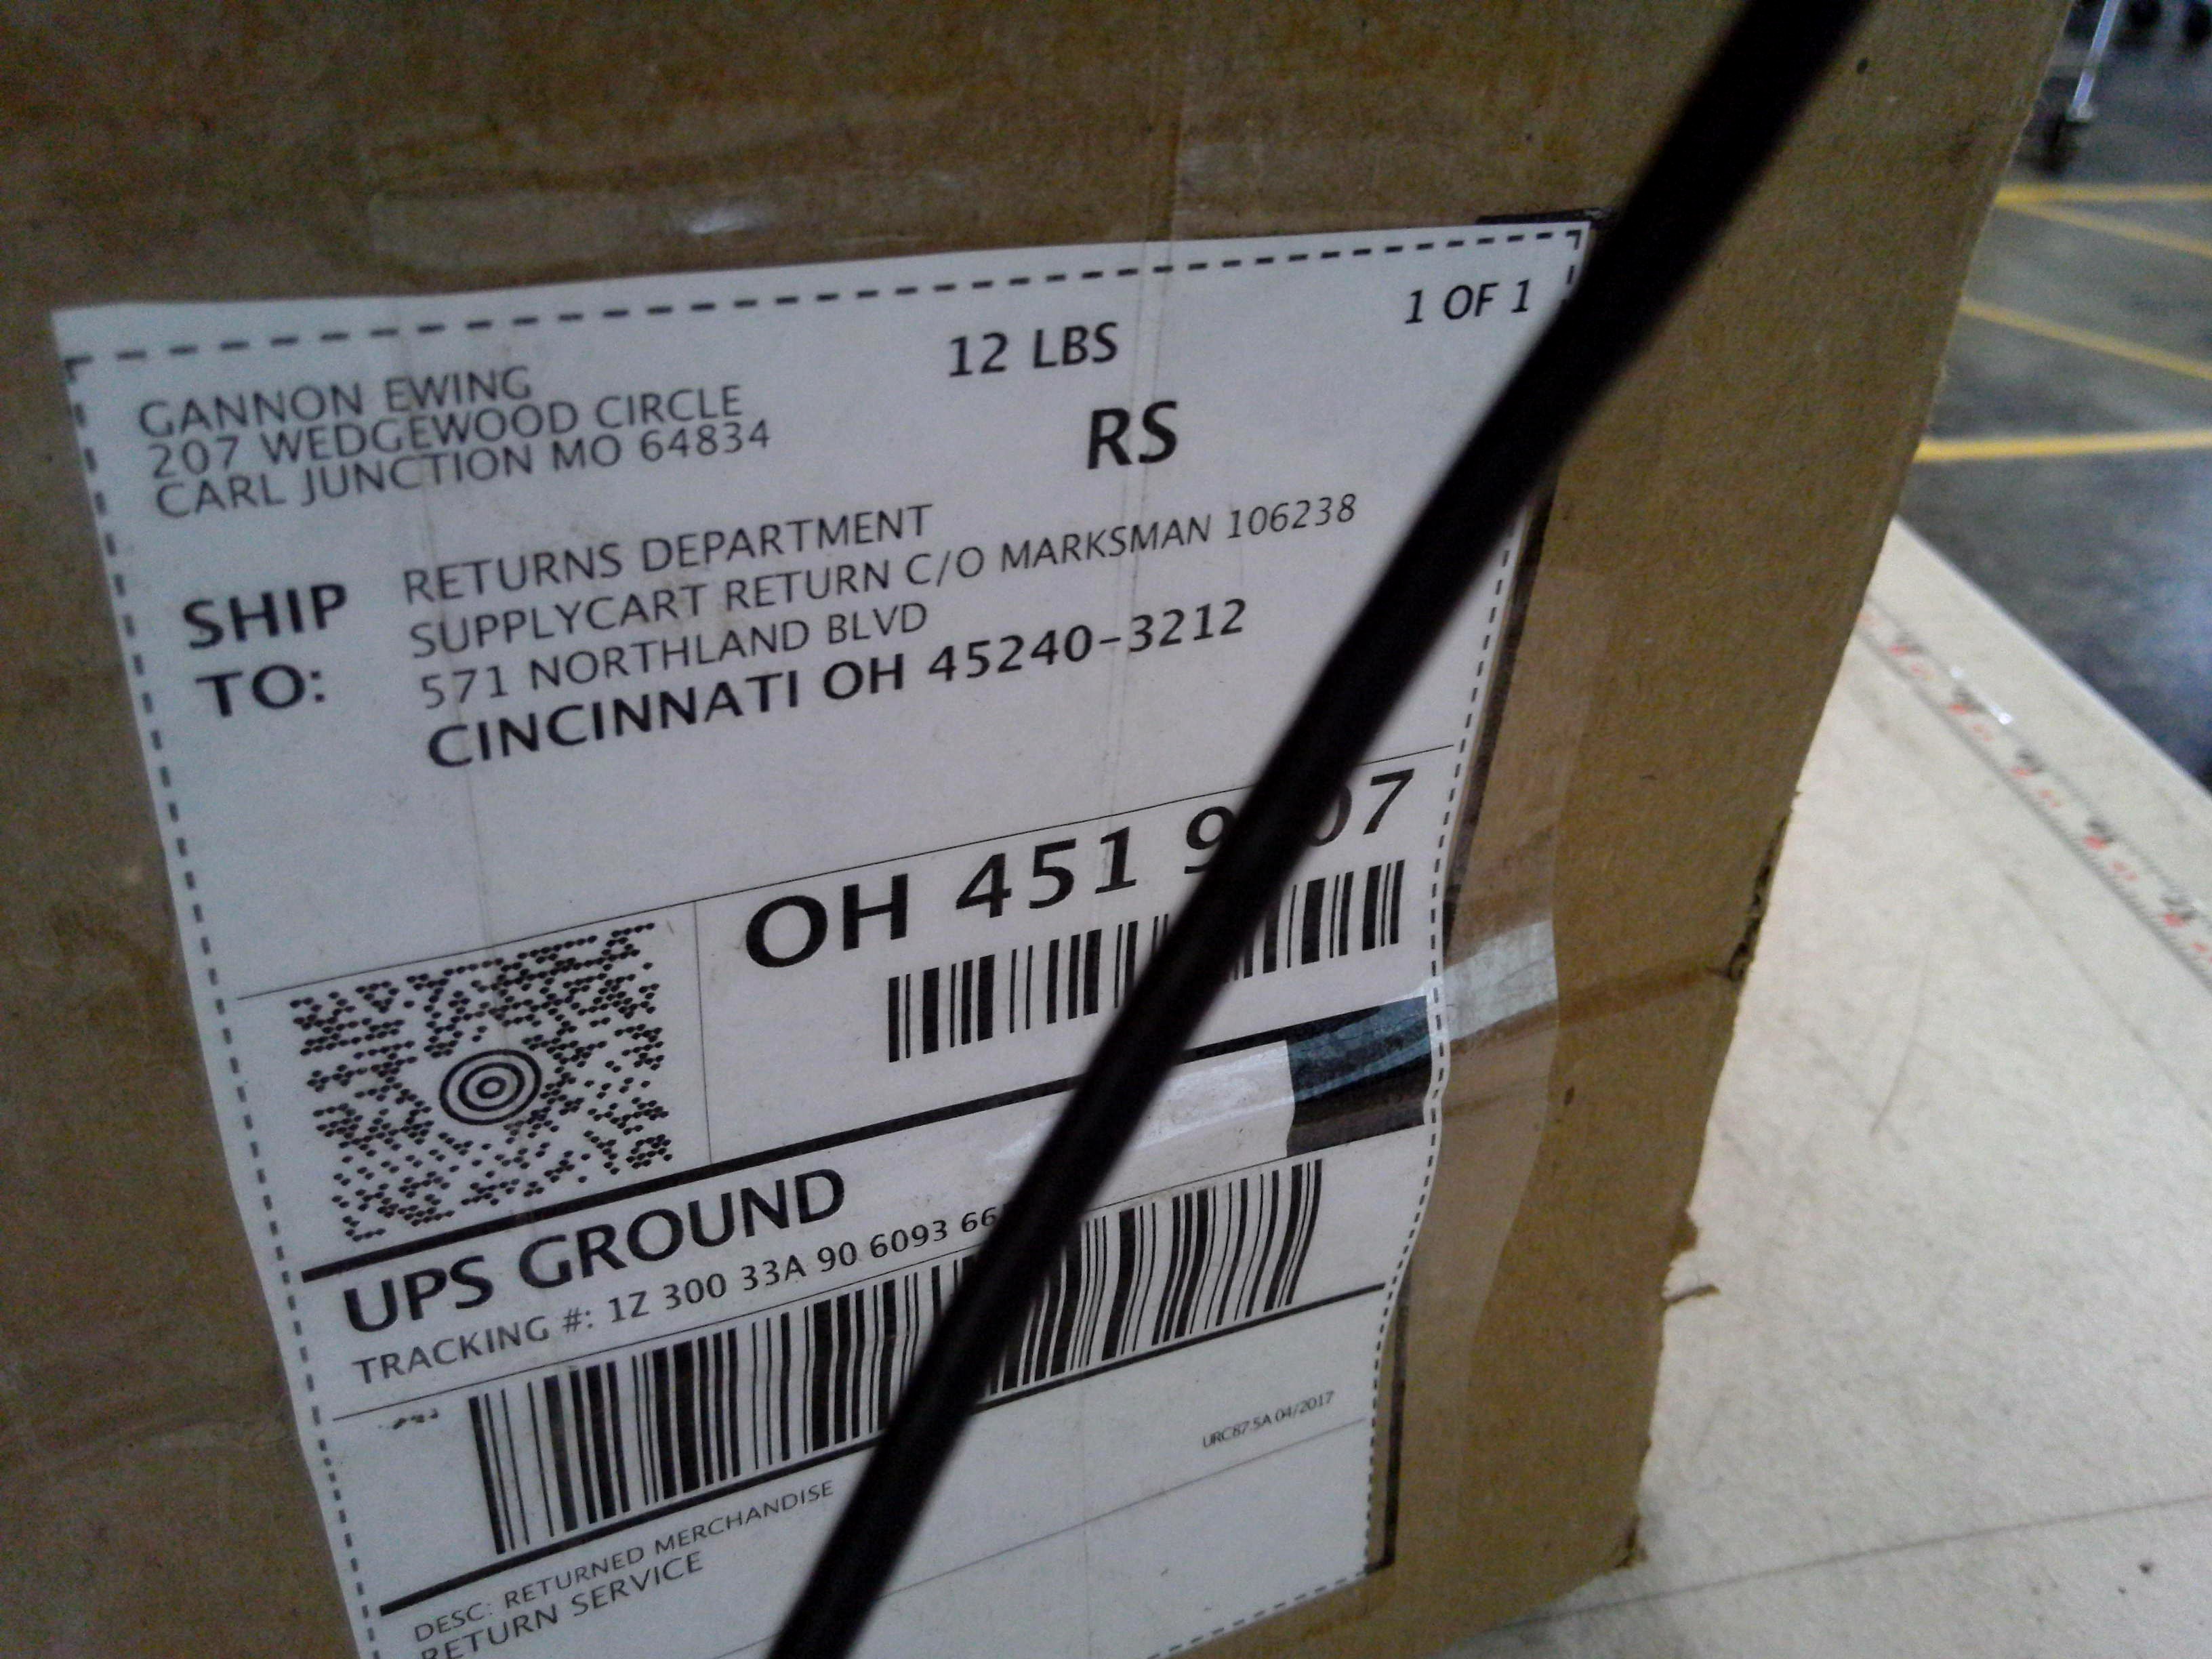 GANNON EWING
207 WEDGEWOOD CIRCLE
CARL JUNCTION MO 64834
12 LBS
1 OF 1
RS
SHIP TO:
RETURNS DEPARTMENT
SUPPLYCART RETURN C/O MARKSMAN 106238
571 NORTHLAND BLVD
CINCINNATI OH 45240-3212
OH 451
UPS GROUND
TRACKING #: 1Z 300 33A 90 6093
URC87.5A 04/2017
DESC: RETURNED MERCHANDISE
RETURN SERVICE